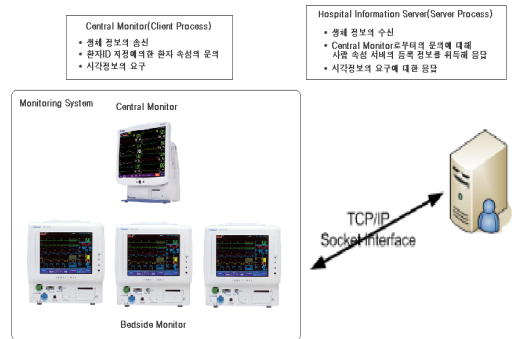 Central Monitor(Client Process)
• 생체 정보의 송신
• 환자ID 지정에의한 환자 속성의 문의
• 시각정보의 요구
Hospital Information Server(Server Process)
• 생체 정보의 수신
• Central Monitor로부터의 문의에 대해
사람 속성 서버의 등록 정보를 취득해 응답
• 시각정보의 요구에 대한 응답
Monitoring System
Central Monitor
TCP/IP
Socket Interface
Bedside Monitor